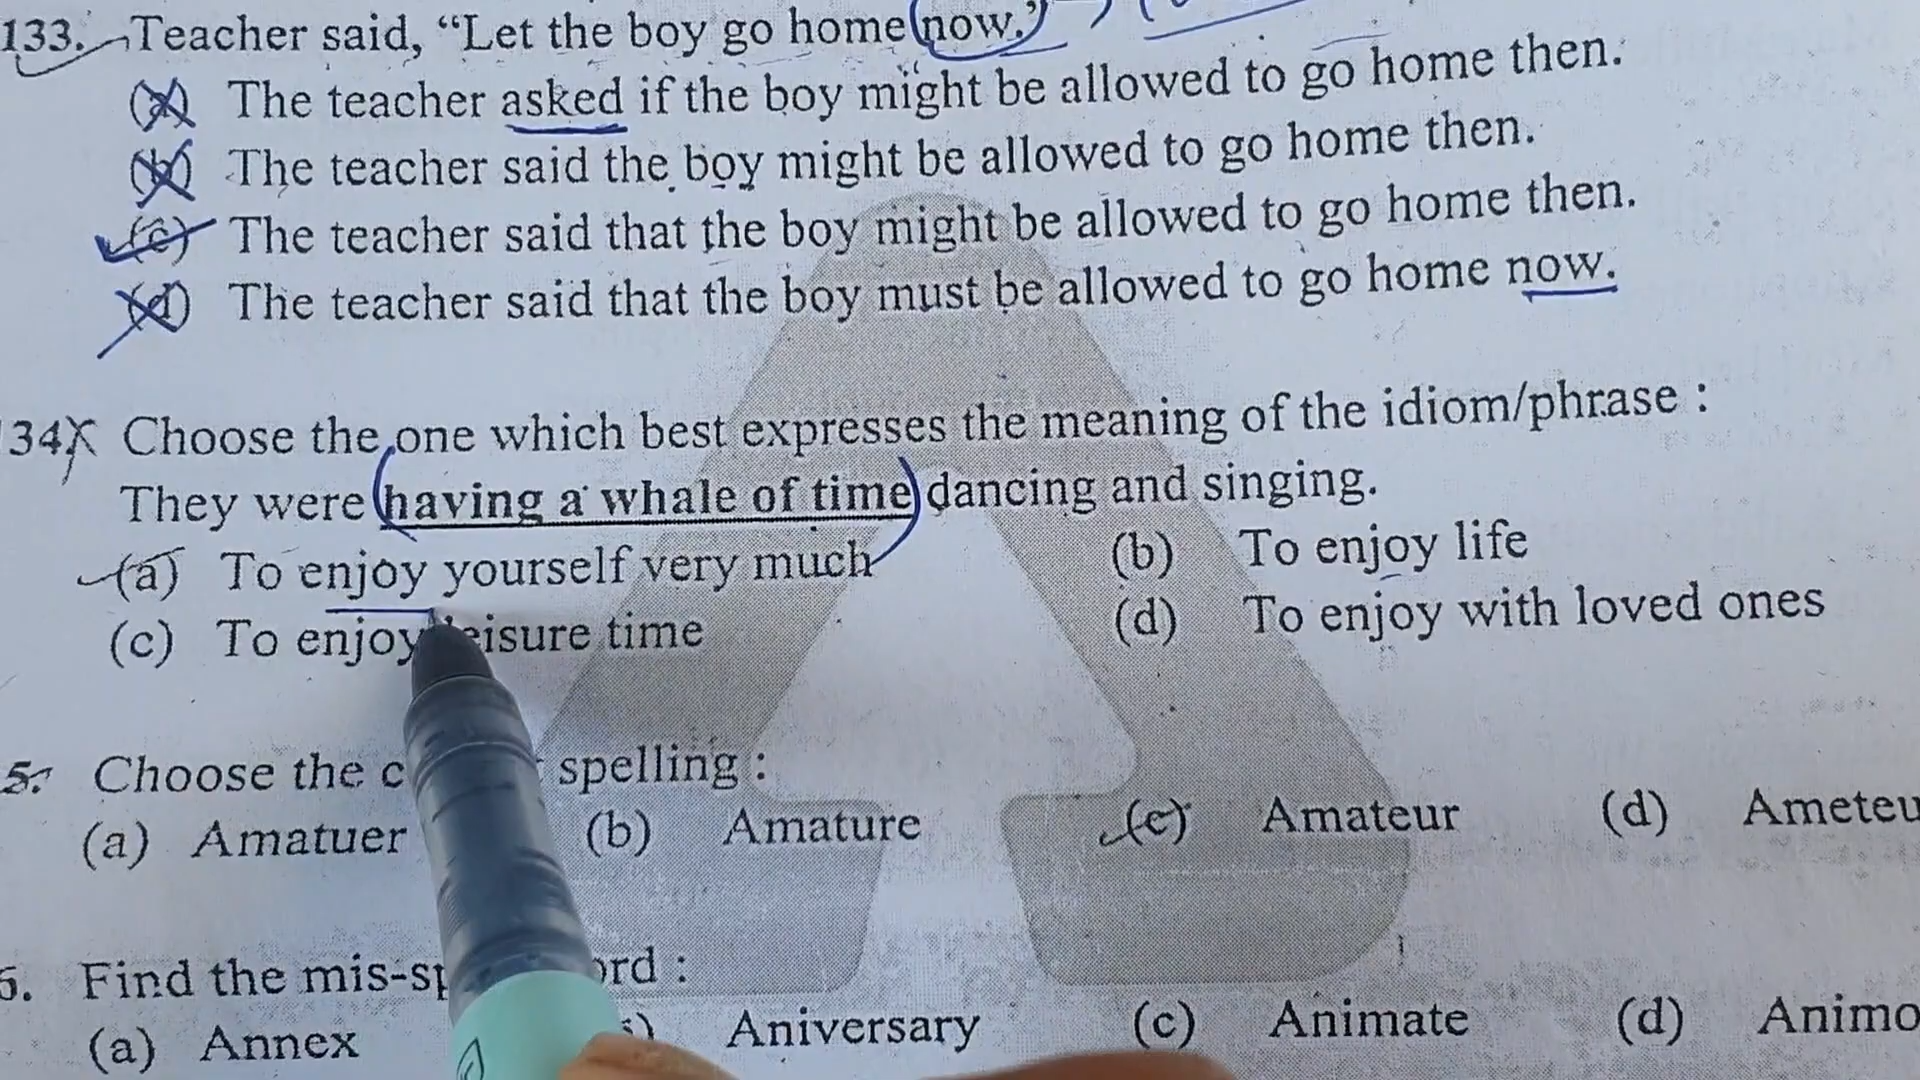 133. Teacher said, “Let the boy go home now.”
(a) The teacher asked if the boy might be allowed to go home then.
(b) The teacher said the boy might be allowed to go home then.
(c) The teacher said that the boy might be allowed to go home then.
(d) The teacher said that the boy must be allowed to go home now.
34. Choose the one which best expresses the meaning of the idiom/phrase :
They were having a whale of time dancing and singing.
(a) To enjoy yourself very much (b) To enjoy life
(c) To enjoy leisure time (d) To enjoy with loved ones
5. Choose the spelling :
(a) Amatuer (b) Amature (c) Amateur (d) Ameteu
6. Find the :
(a) Annex Aniversary (c) Animate (d) Animo